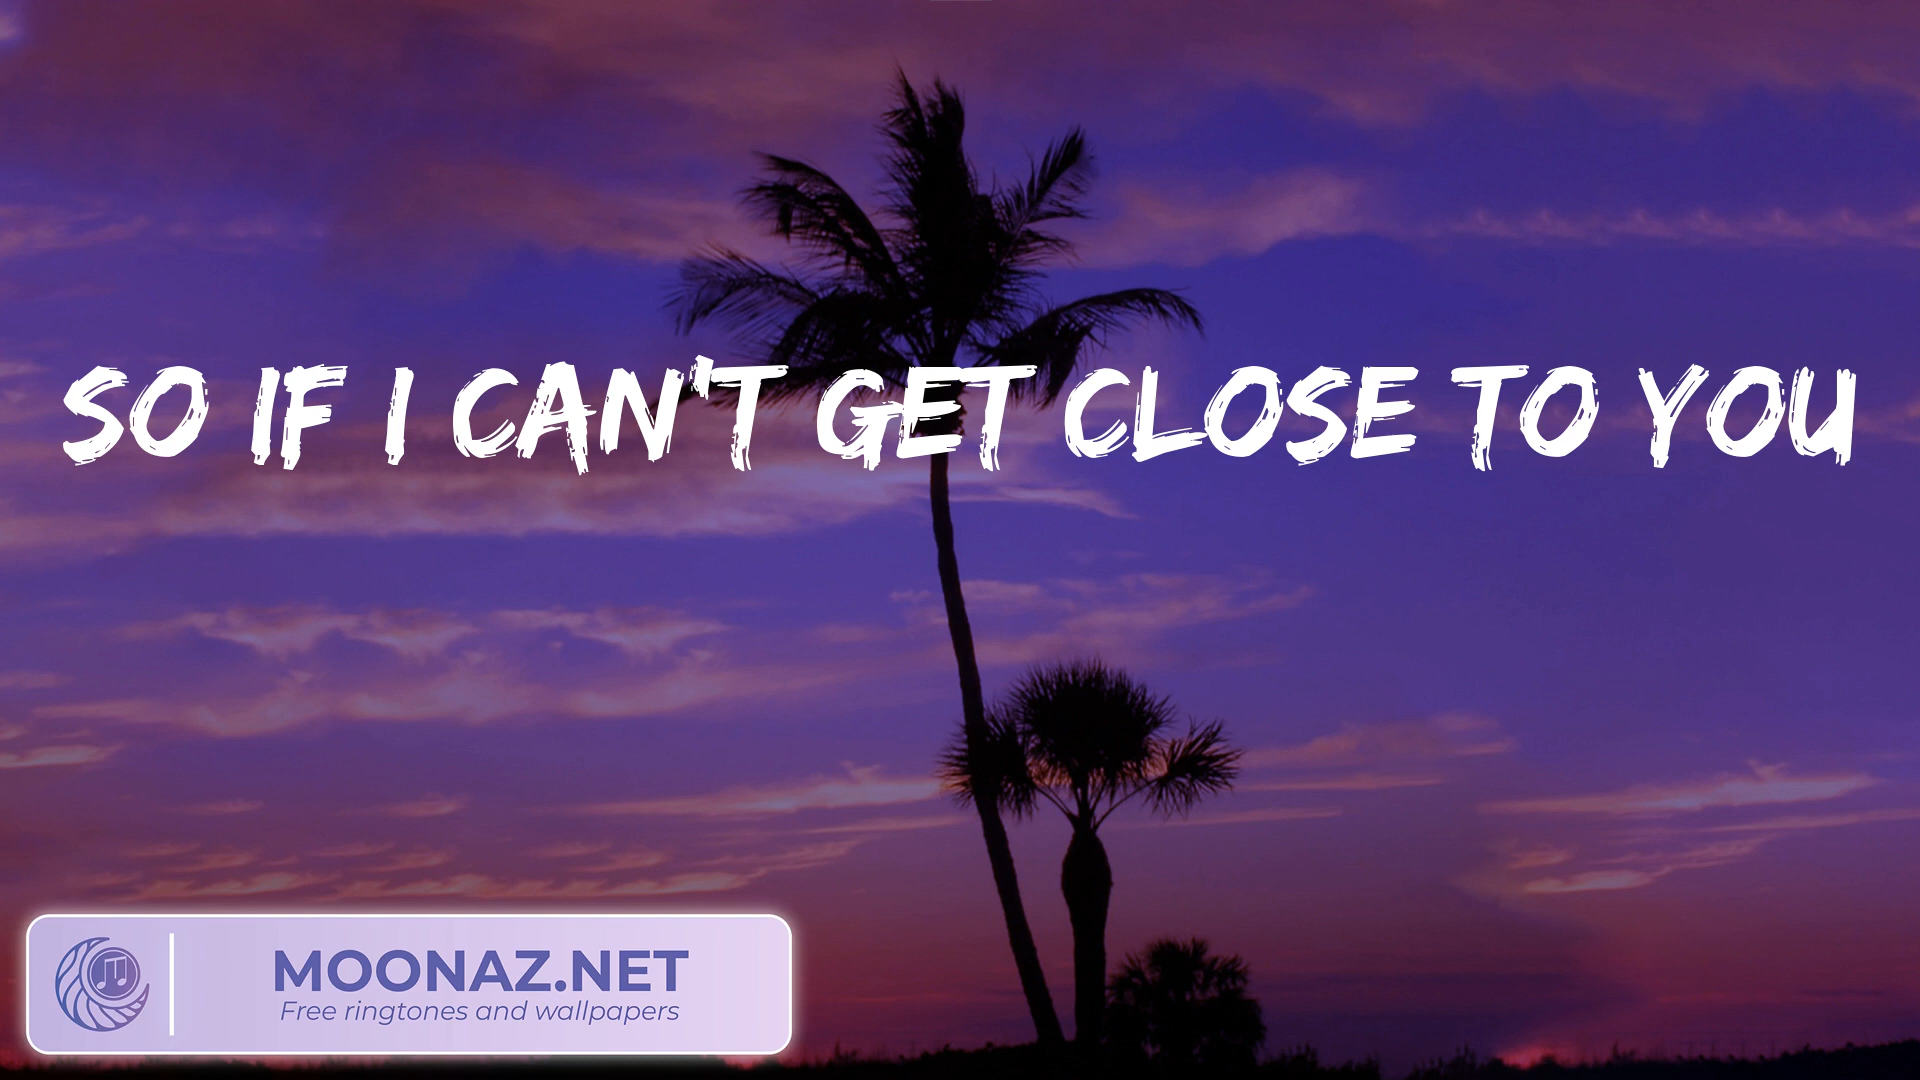 SO IF I CAN'T GET CLOSE TO YOU
MOONAZ.NET
Free ringtones and wallpapers